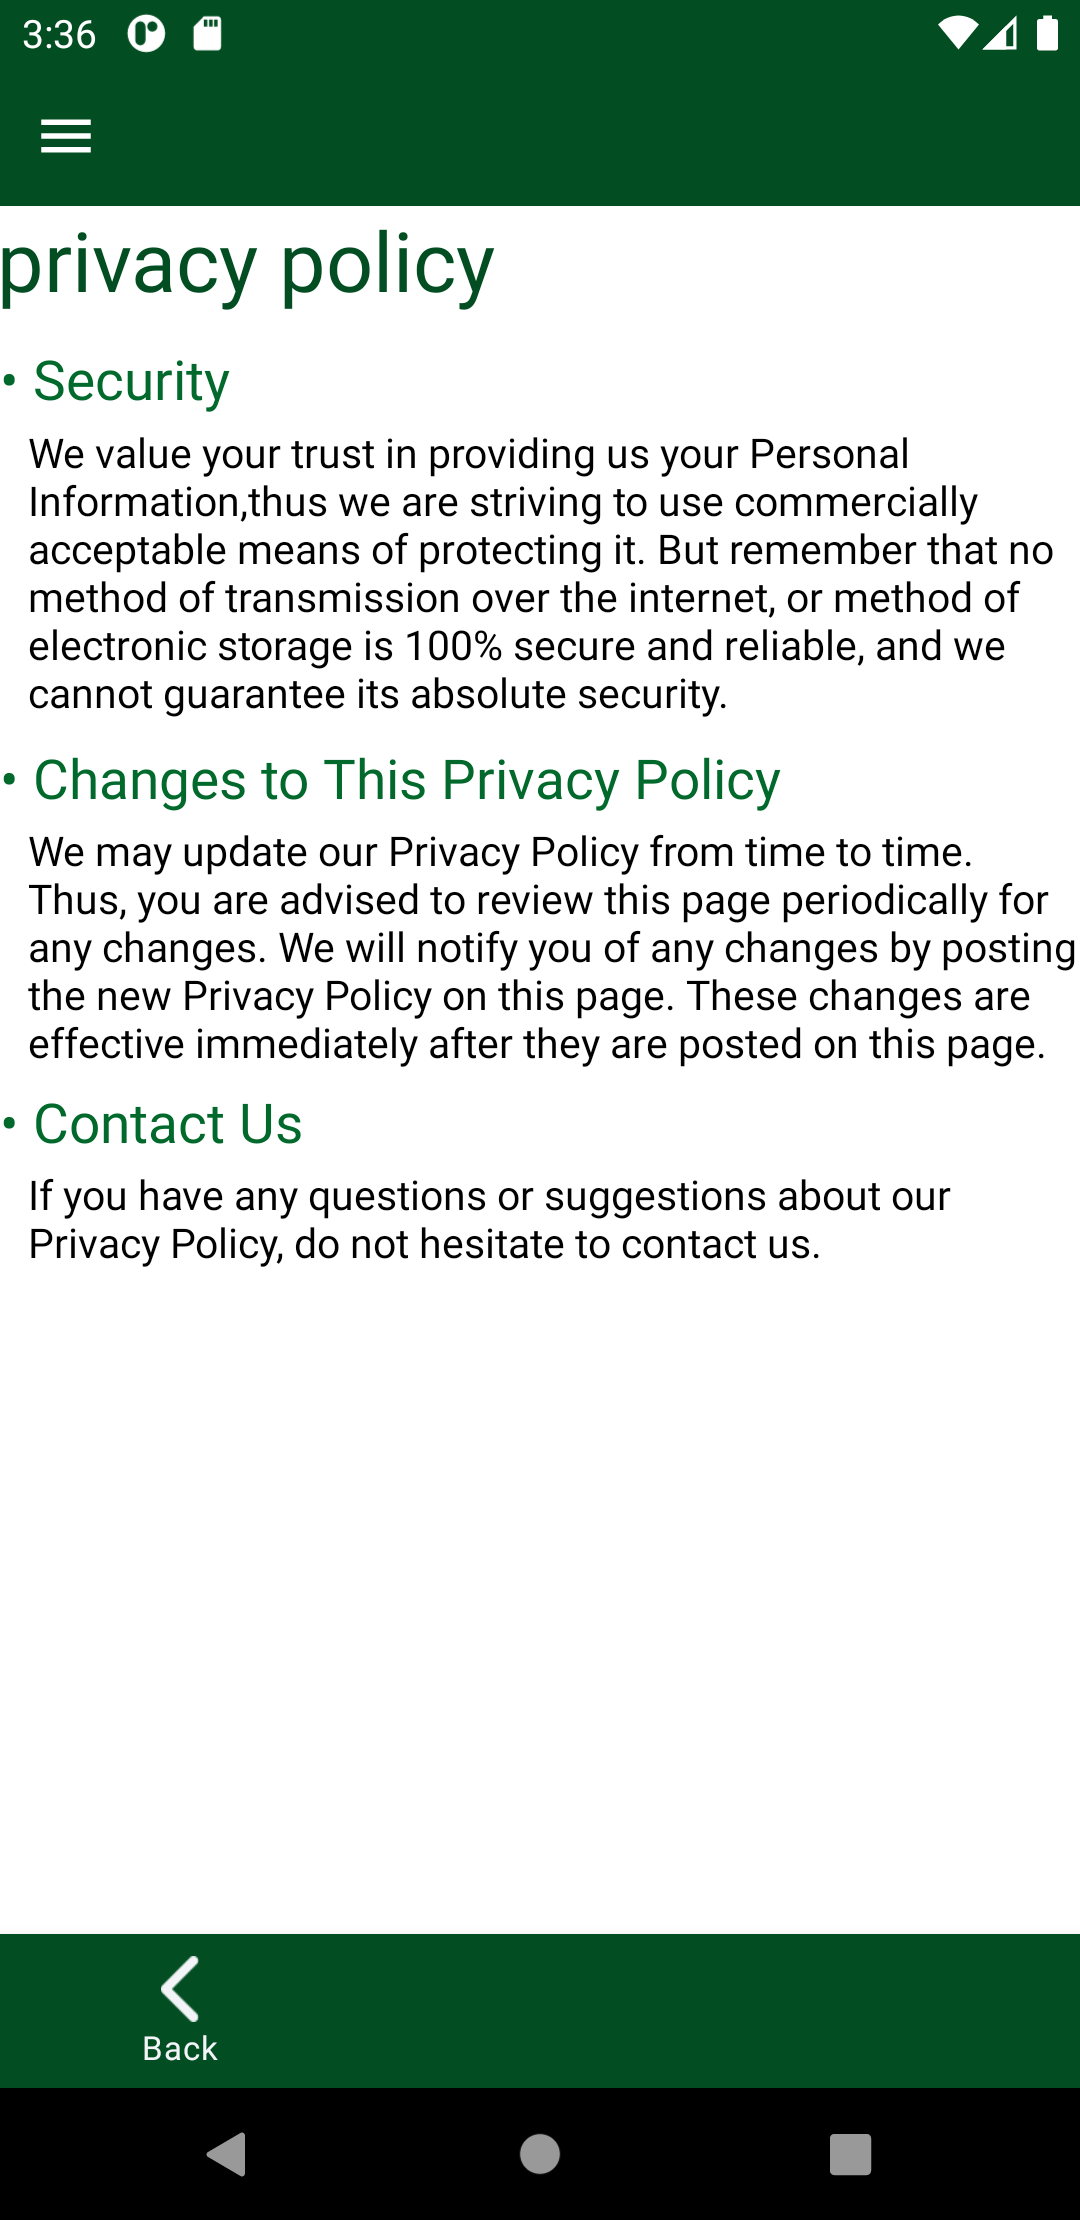 3:36
privacy policy
• Security
We value your trust in providing us your Personal
Information,thus we are striving to use commercially
acceptable means of protecting it. But remember that no
method of transmission over the internet, or method of
electronic storage is 100% secure and reliable, and we
cannot guarantee its absolute security.
• Changes to This Privacy Policy
We may update our Privacy Policy from time to time.
Thus, you are advised to review this page periodically for
any changes. We will notify you of any changes by posting
the new Privacy Policy on this page. These changes are
effective immediately after they are posted on this page.
• Contact Us
If you have any questions or suggestions about our
Privacy Policy, do not hesitate to contact us.
Back